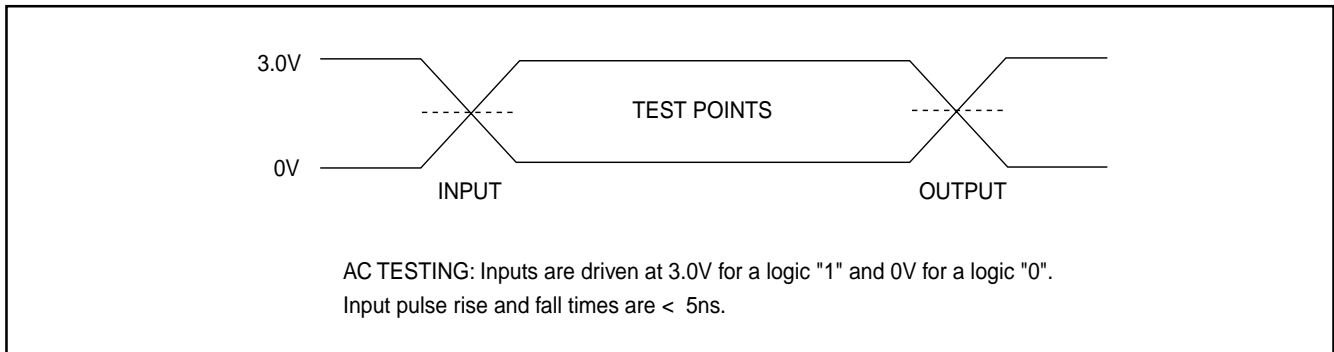 3.0V
TEST POINTS
0V
INPUT
OUTPUT
AC TESTING: Inputs are driven at 3.0V for a logic "1" and 0V for a logic "0".
Input pulse rise and fall times are < 5ns.